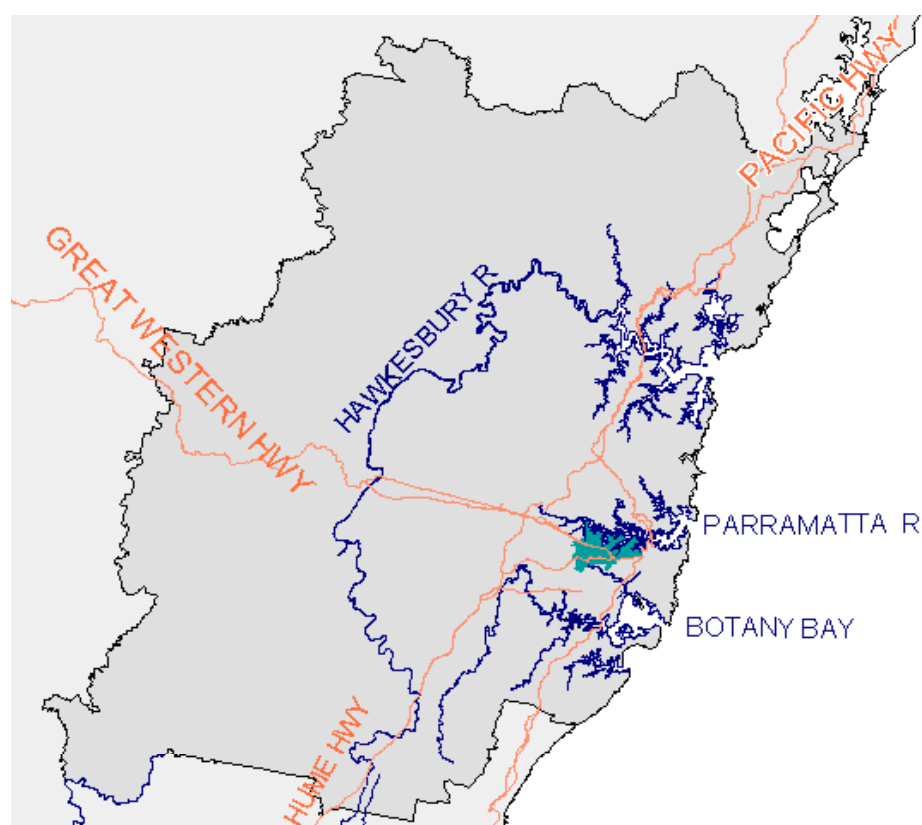 PACIFIC HWY
GREAT WESTERN HWY
HAWKESBURY R
PARRAMATTA R
BOTANY BAY
HUME HWY